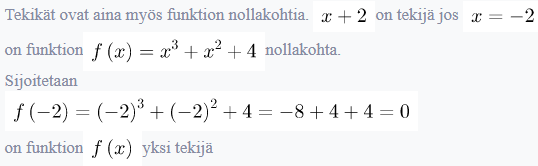 Tekikät ovat aina myös funktion nollakohtia. x + 2 on tekijä jos x = −2
on funktion f (x) = x³ + x² + 4 nollakohta.
Sijoitetaan
f (−2) = (−2)³ + (−2)² + 4 = −8 + 4 + 4 = 0
on funktion f (x) yksi tekijä